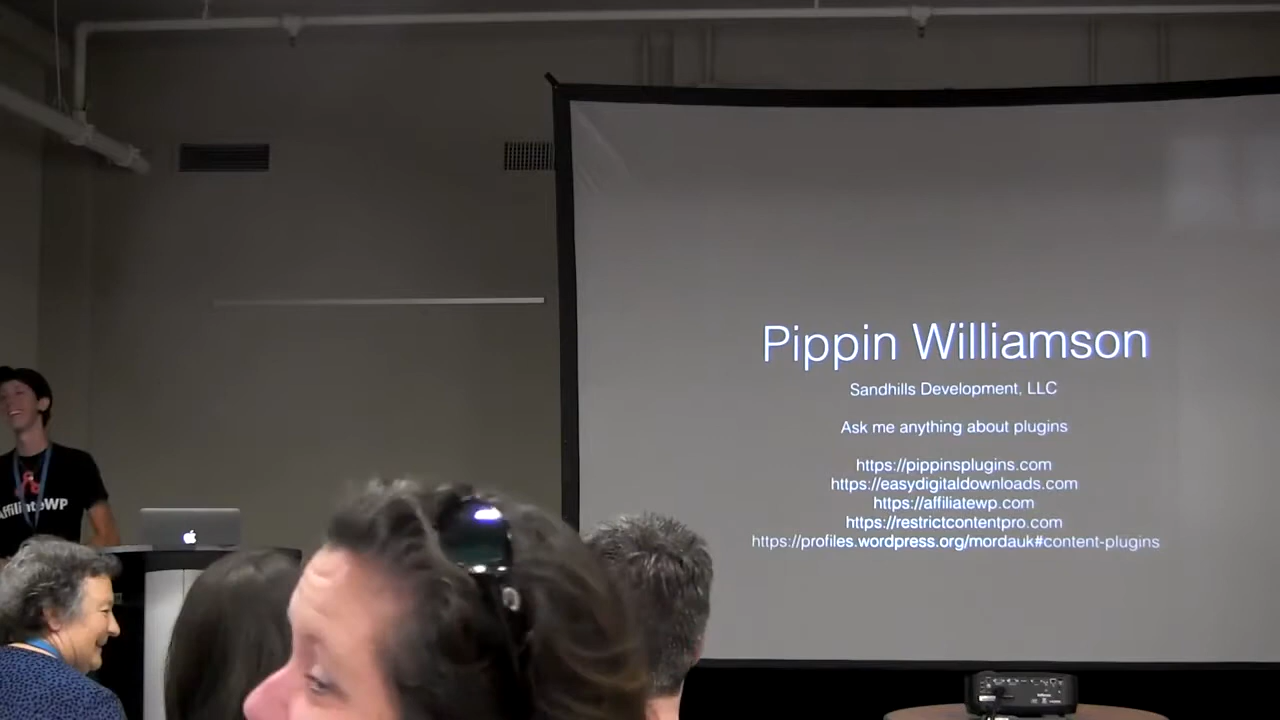 Pippin Williamson
Sandhills Development, LLC
Ask me anything about plugins
https://pippinsplugins.com
https://easydigitaldownloads.com
https://affiliatewp.com
https://restrictcontentpro.com
https://profiles.wordpress.org/mordauk#content-plugins
AffiliateWP